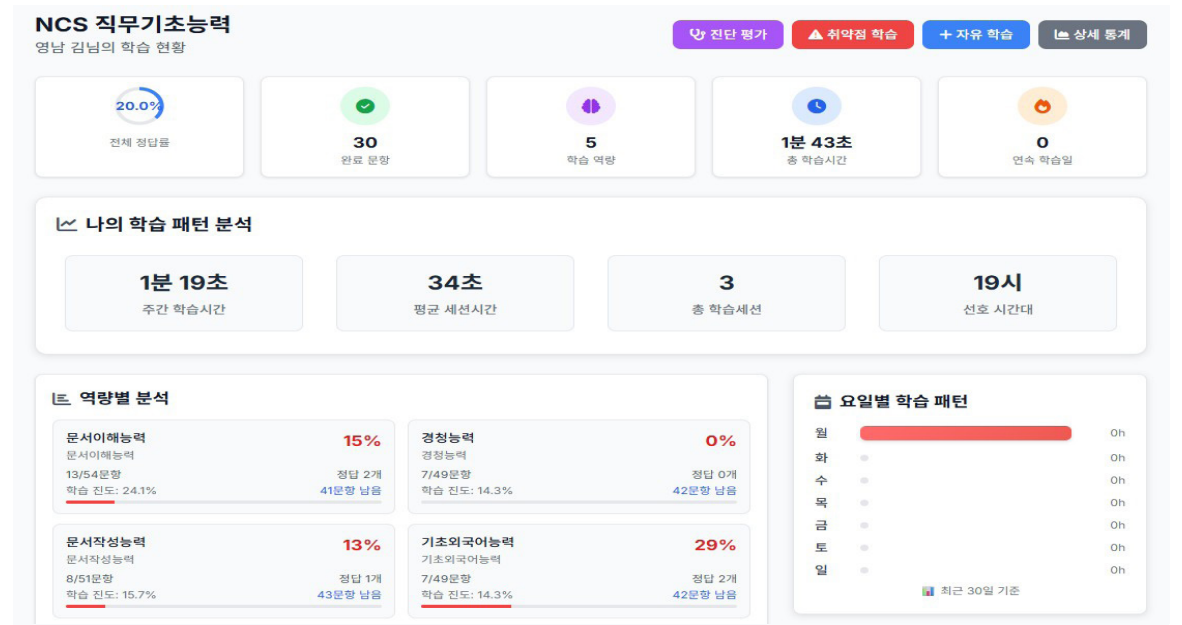 NCS 직무기초능력
영남 김님의 학습 현황
진단 평가
취약점 학습
+ 자유 학습
상세 통계
20.0%
전체 정답률
30
완료 문항
5
학습 역량
1분 43초
총 학습시간
0
연속 학습일
나의 학습 패턴 분석
1분 19초
주간 학습시간
34초
평균 세션시간
3
총 학습세션
19시
선호 시간대
역량별 분석
문서이해능력 15%
문서이해능력
13/54문항 정답 2개
학습 진도: 24.1% 41문항 남음
경청능력 0%
경청능력
7/49문항 정답 0개
학습 진도: 14.3% 42문항 남음
문서작성능력 13%
문서작성능력
8/51문항 정답 1개
학습 진도: 15.7% 43문항 남음
기초외국어능력 29%
기초외국어능력
7/49문항 정답 2개
학습 진도: 14.3% 42문항 남음
요일별 학습 패턴
월 0h
화 0h
수 0h
목 0h
금 0h
토 0h
일 0h
최근 30일 기준